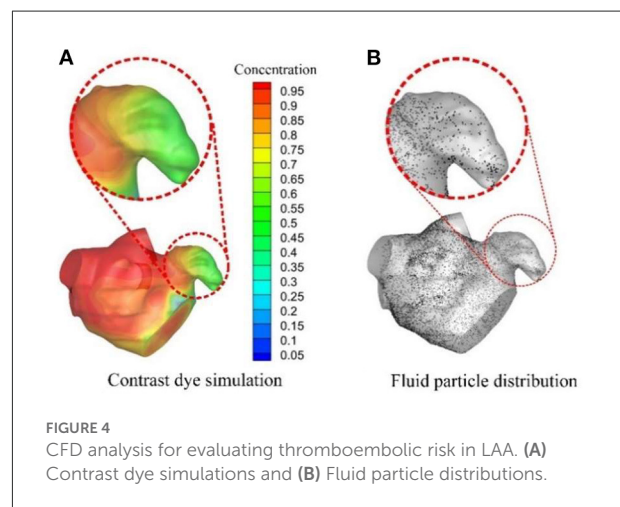 A
B
Concentration
0.95
0.9
0.85
0.8
0.75
0.7
0.65
0.6
0.55
0.5
0.45
0.4
0.35
0.3
0.25
0.2
0.15
0.1
0.05
Contrast dye simulation
Fluid particle distribution
FIGURE 4
CFD analysis for evaluating thromboembolic risk in LAA. (A)
Contrast dye simulations and (B) Fluid particle distributions.